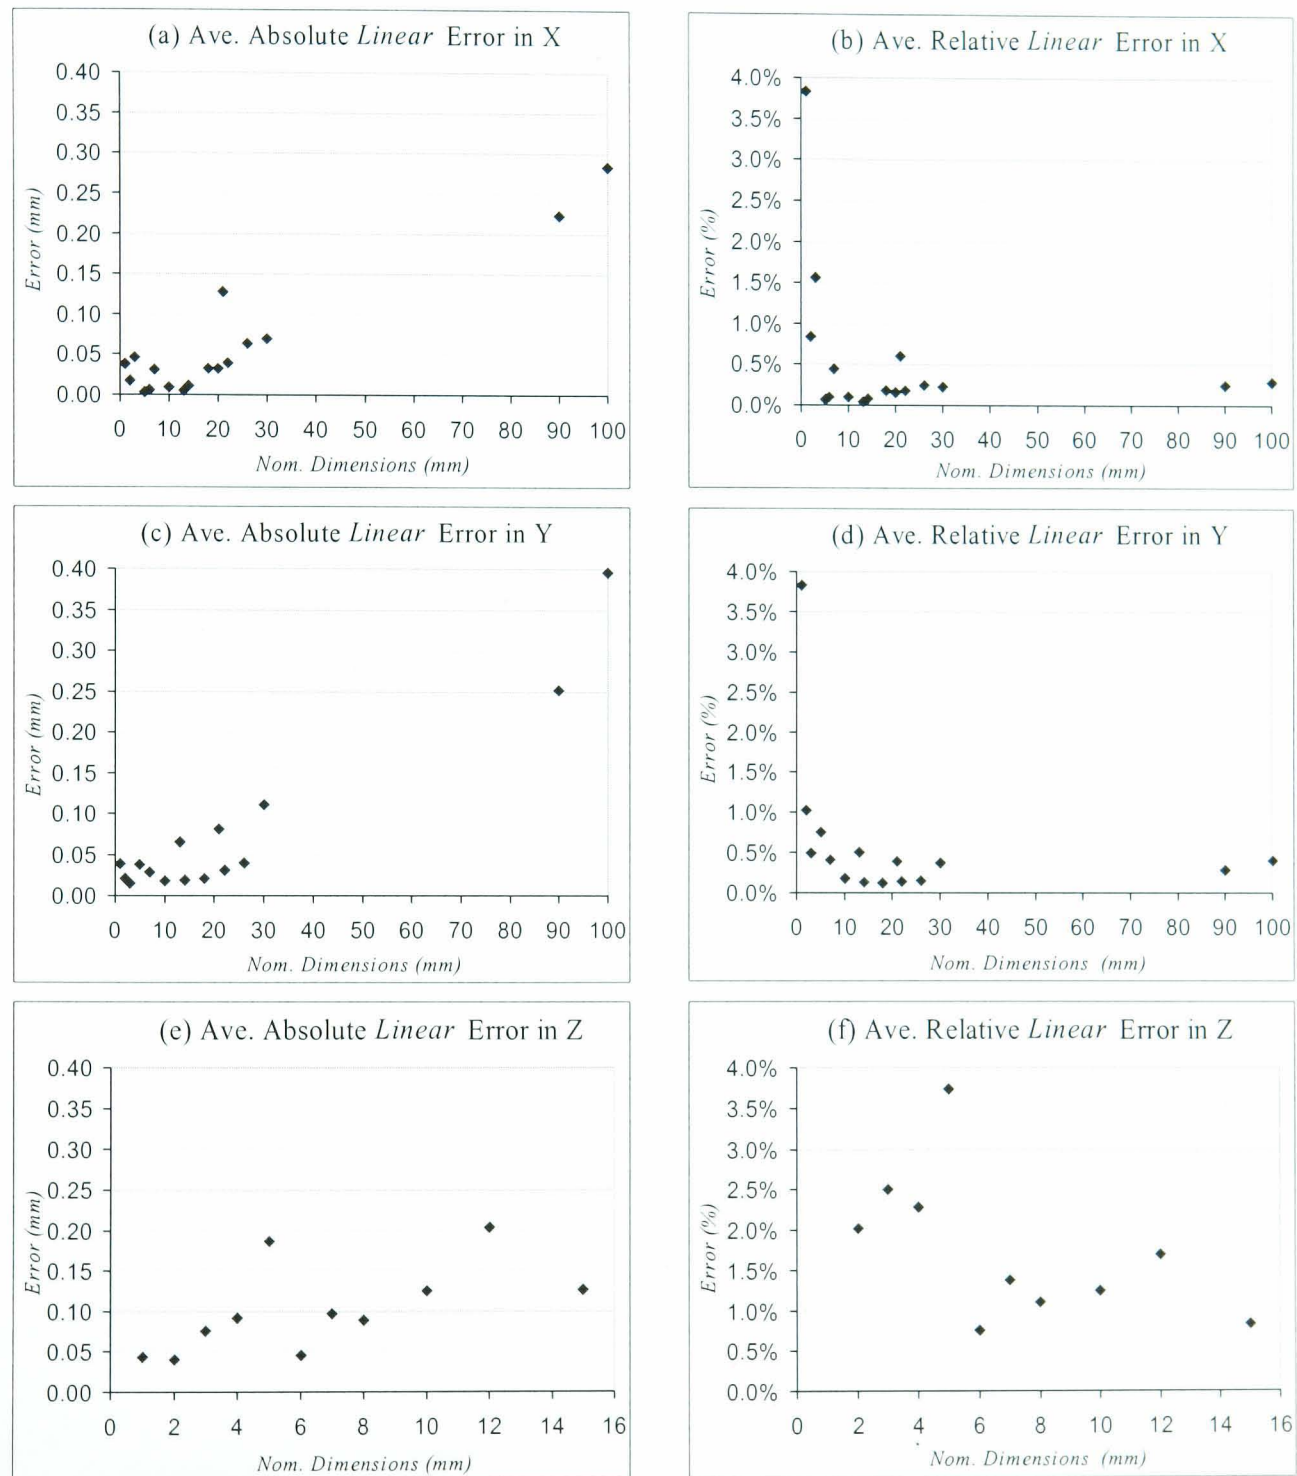 (a) Ave. Absolute Linear Error in X
0.40
0.35
0.30
0.25
0.20
0.15
0.10
0.05
0.00
Error (mm)
0 10 20 30 40 50 60 70 80 90 100
Nom. Dimensions (mm)
(b) Ave. Relative Linear Error in X
4.0%
3.5%
3.0%
2.5%
2.0%
1.5%
1.0%
0.5%
0.0%
Error (%)
0 10 20 30 40 50 60 70 80 90 100
Nom. Dimensions (mm)
(c) Ave. Absolute Linear Error in Y
0.40
0.35
0.30
0.25
0.20
0.15
0.10
0.05
0.00
Error (mm)
0 10 20 30 40 50 60 70 80 90 100
Nom. Dimensions (mm)
(d) Ave. Relative Linear Error in Y
4.0%
3.5%
3.0%
2.5%
2.0%
1.5%
1.0%
0.5%
0.0%
Error (%)
0 10 20 30 40 50 60 70 80 90 100
Nom. Dimensions (mm)
(e) Ave. Absolute Linear Error in Z
0.40
0.35
0.30
0.25
0.20
0.15
0.10
0.05
0.00
Error (mm)
0 2 4 6 8 10 12 14 16
Nom. Dimensions (mm)
(f) Ave. Relative Linear Error in Z
4.0%
3.5%
3.0%
2.5%
2.0%
1.5%
1.0%
0.5%
0.0%
Error (%)
0 2 4 6 8 10 12 14 16
Nom. Dimensions (mm)